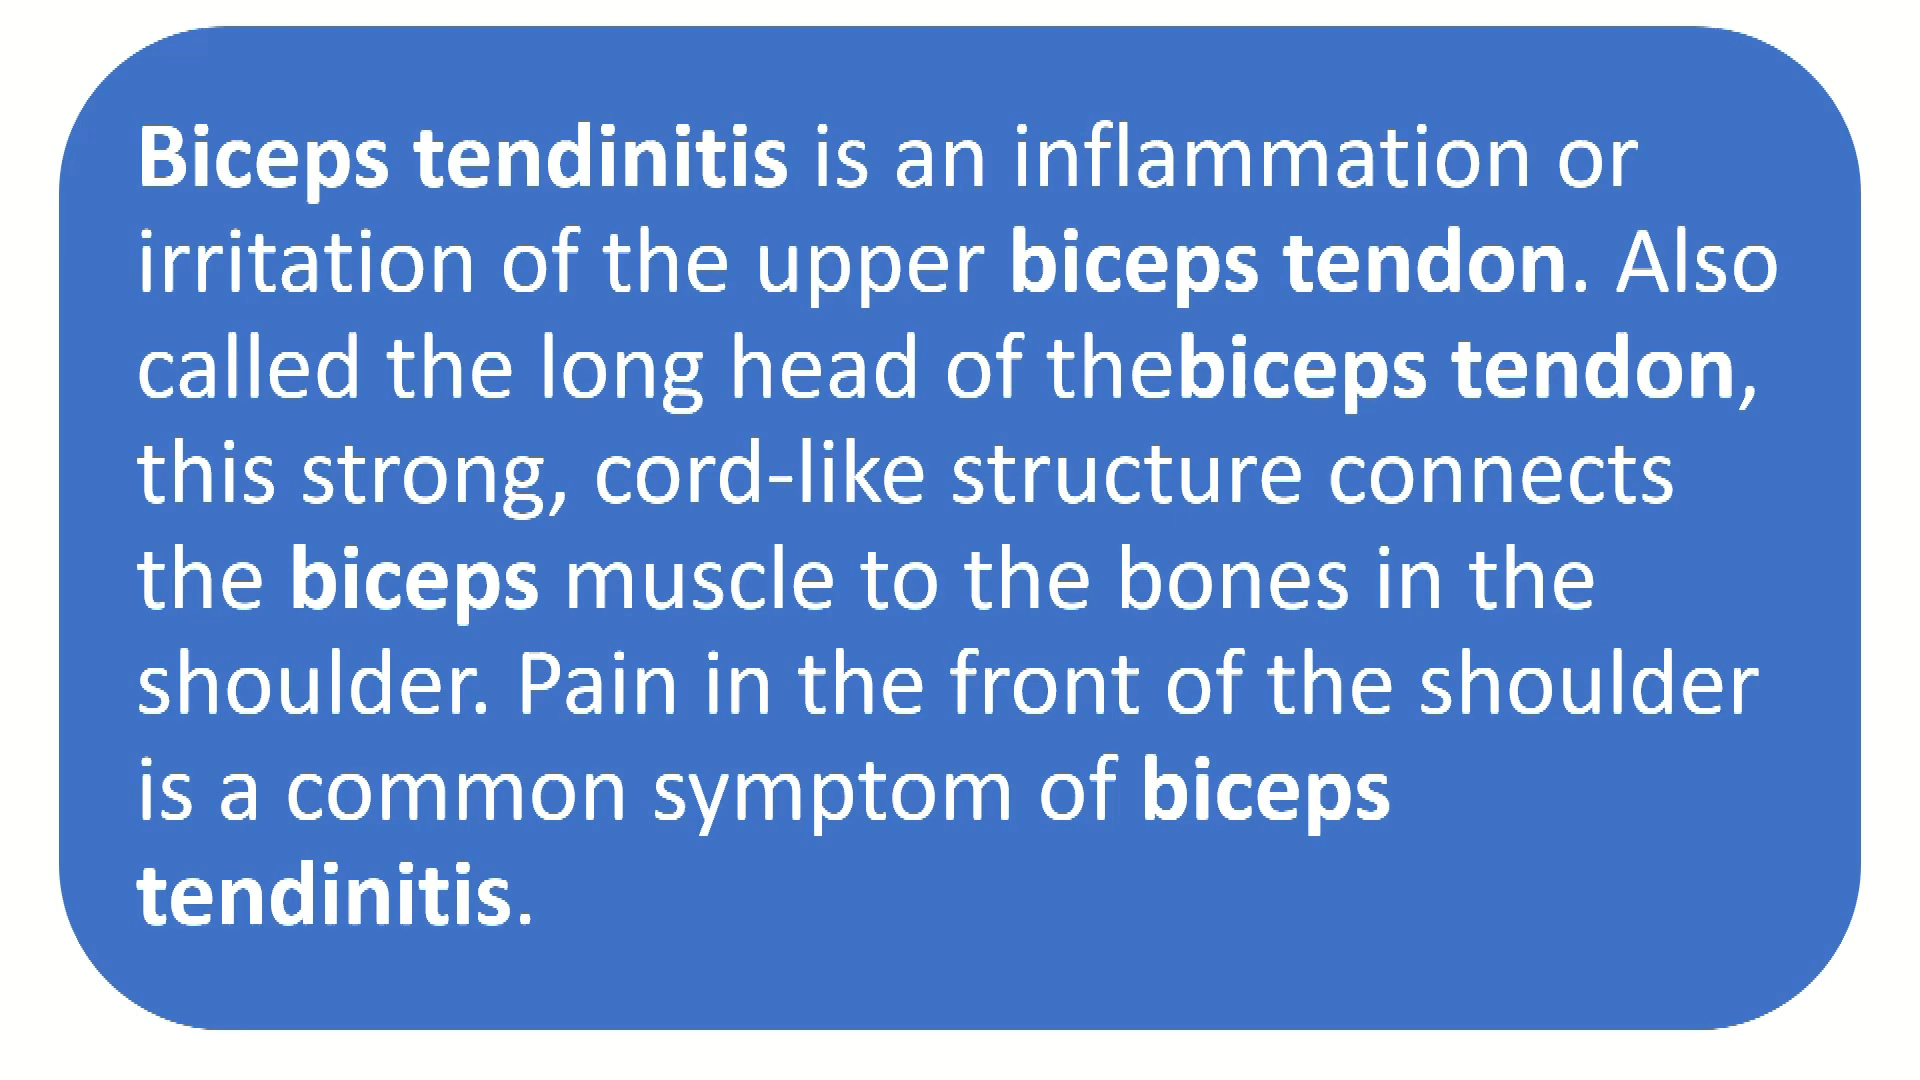 Biceps tendinitis is an inflammation or
irritation of the upper biceps tendon. Also
called the long head of thebiceps tendon,
this strong, cord-like structure connects
the biceps muscle to the bones in the
shoulder. Pain in the front of the shoulder
is a common symptom of biceps
tendinitis.